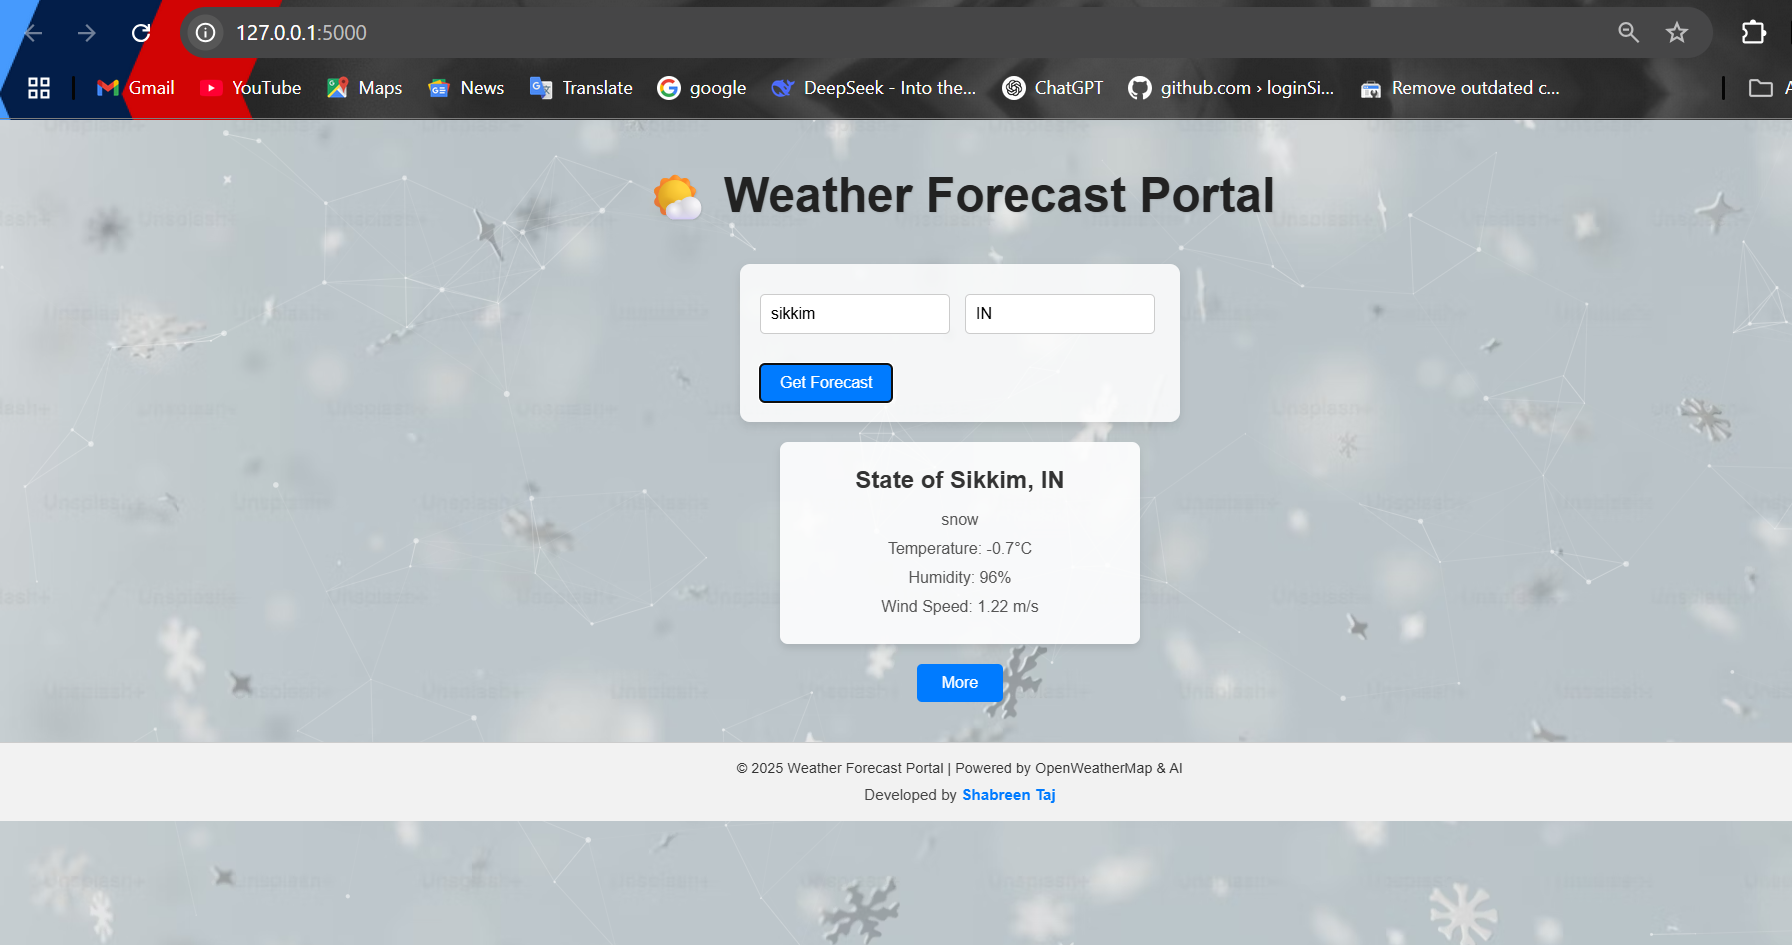 127.0.0.1:5000
Gmail YouTube Maps News Translate google DeepSeek - Into the... ChatGPT github.com › loginSi... Remove outdated c...
Weather Forecast Portal
sikkim IN
Get Forecast
State of Sikkim, IN
snow
Temperature: -0.7°C
Humidity: 96%
Wind Speed: 1.22 m/s
More
© 2025 Weather Forecast Portal | Powered by OpenWeatherMap & AI
Developed by Shabreen Taj
Unsplash+